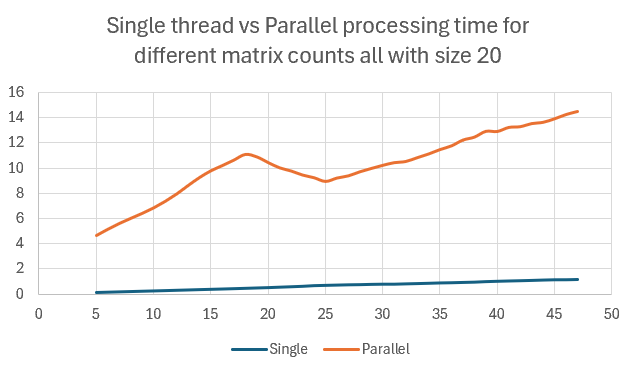 Single thread vs Parallel processing time for
different matrix counts all with size 20
16
14
12
10
8
6
4
2
0
0 5 10 15 20 25 30 35 40 45 50
Single Parallel